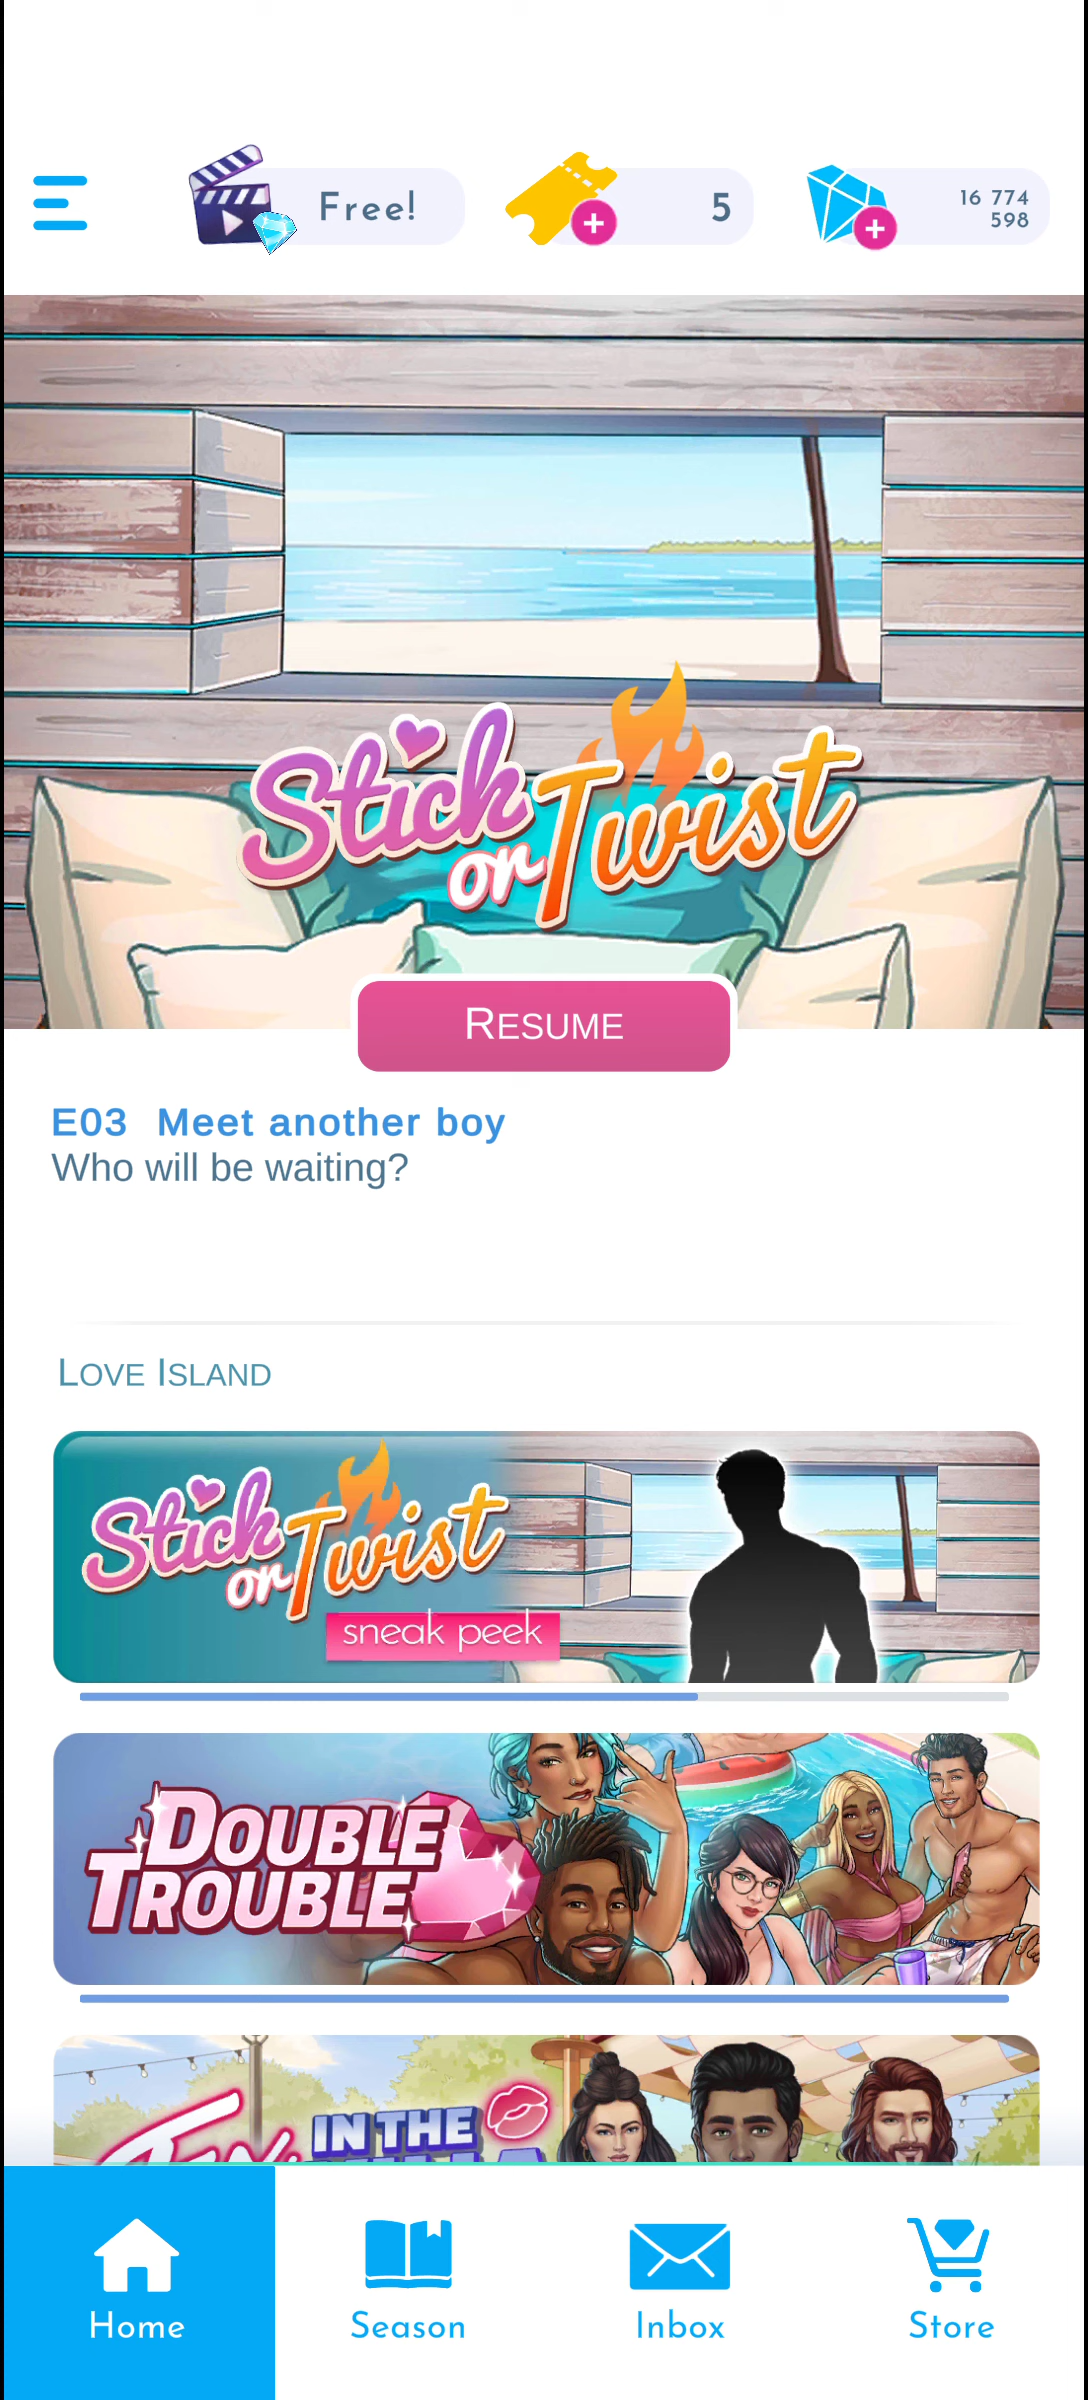 Free!
5
16 774
598
Stick
or Twist
RESUME
E03 Meet another boy
Who will be waiting?
LOVE ISLAND
Stick
or Twist
sneak peek
DOUBLE
TROUBLE
IN THE
Home
Season
Inbox
Store